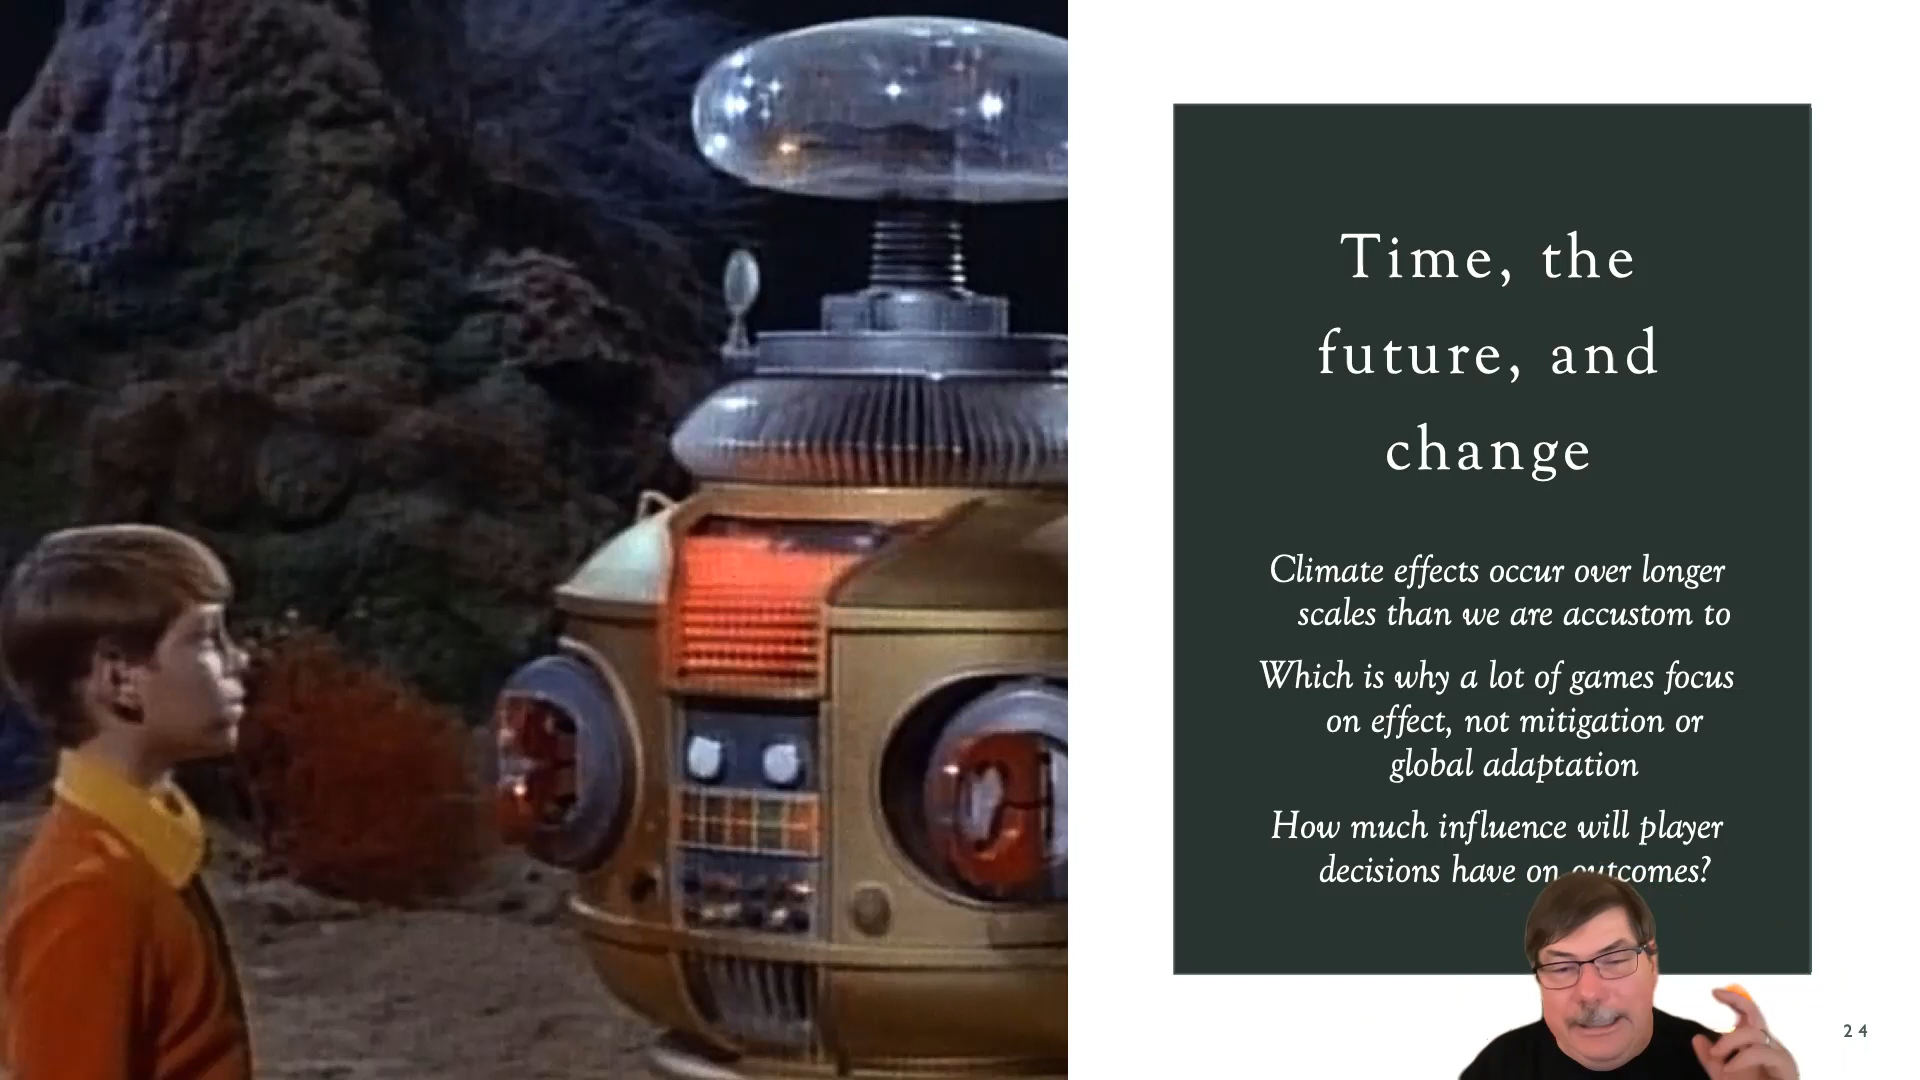 Time, the
future, and
change
Climate effects occur over longer
scales than we are accustom to
Which is why a lot of games focus
on effect, not mitigation or
global adaptation
How much influence will player
decisions have on outcomes?
24